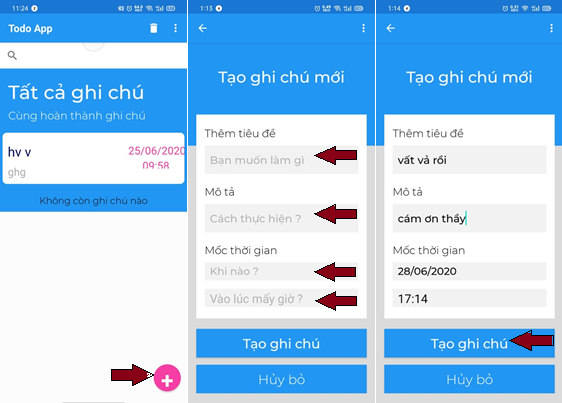 11:24
Todo App
Tất cả ghi chú
Cùng hoàn thành ghi chú
hv v
25/06/2020
09:58
ghg
Không còn ghi chú nào
1:13
Tạo ghi chú mới
Thêm tiêu đề
Bạn muốn làm gì
Mô tả
Cách thực hiện ?
Mốc thời gian
Khi nào ?
Vào lúc mấy giờ ?
Tạo ghi chú
Hủy bỏ
1:14
Tạo ghi chú mới
Thêm tiêu đề
vất vả rồi
Mô tả
cám ơn thầy
Mốc thời gian
28/06/2020
17:14
Tạo ghi chú
Hủy bỏ